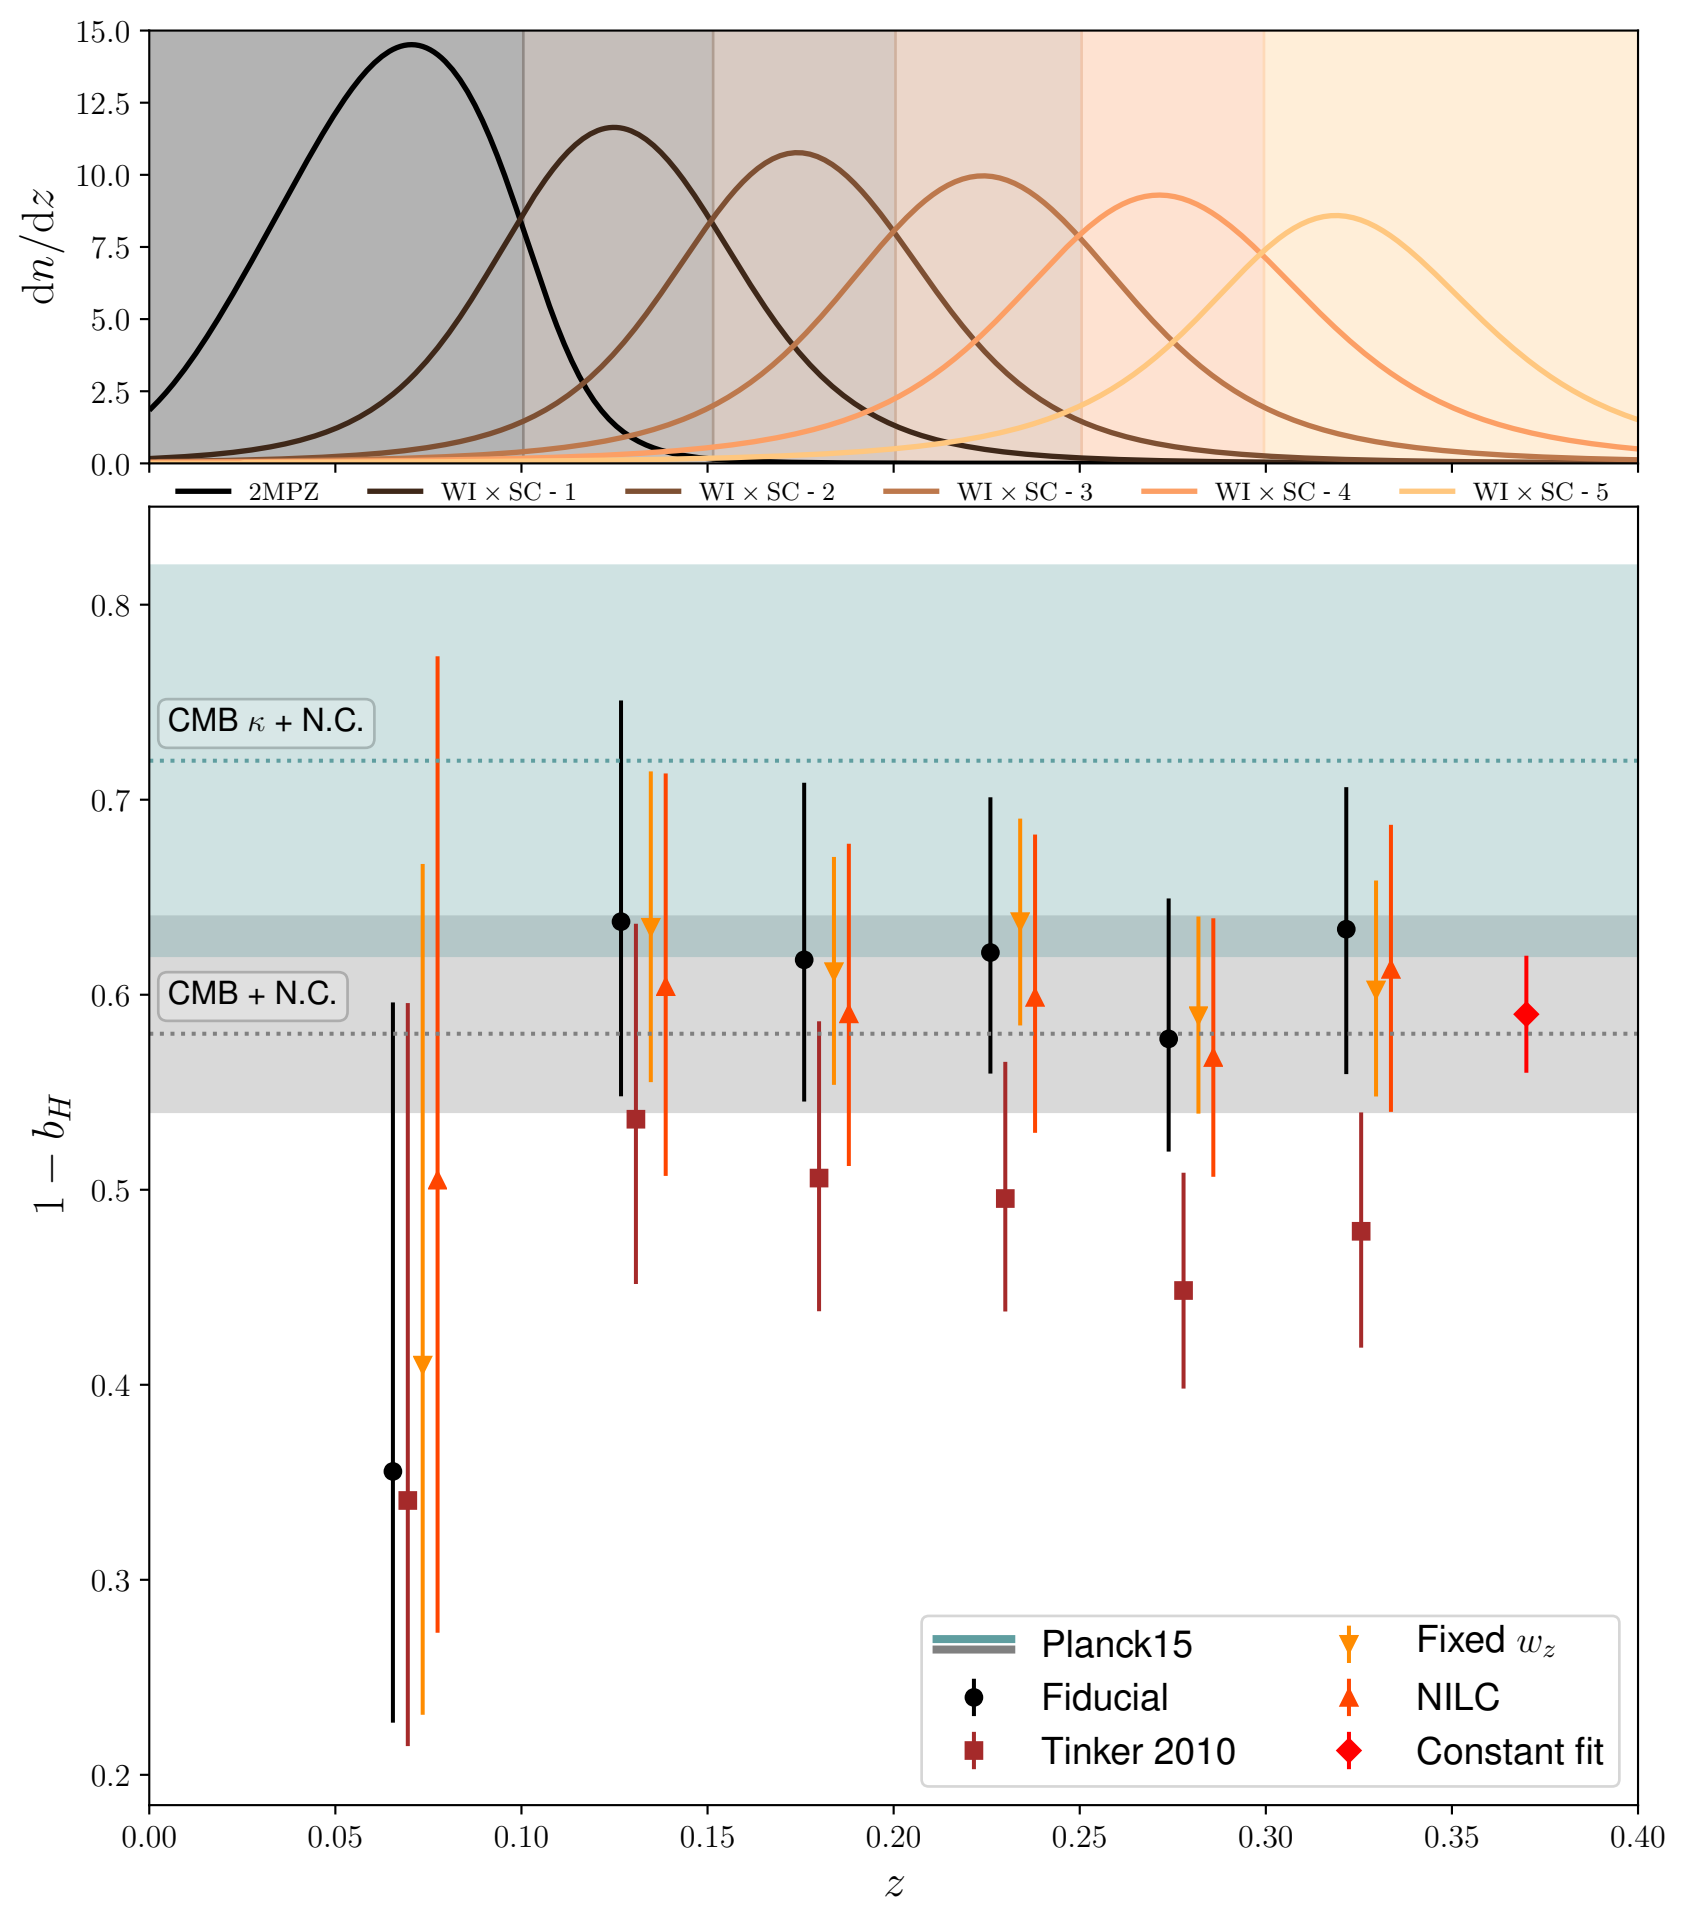 15.0
12.5
10.0
7.5
5.0
2.5
0.0
dn/dz
2MPZ WI × SC - 1 WI × SC - 2 WI × SC - 3 WI × SC - 4 WI × SC - 5
0.8
0.7
0.6
0.5
0.4
0.3
0.2
1 − b_H
CMB κ + N.C.
CMB + N.C.
Planck15 Fixed w_z
Fiducial NILC
Tinker 2010 Constant fit
0.00 0.05 0.10 0.15 0.20 0.25 0.30 0.35 0.40
z